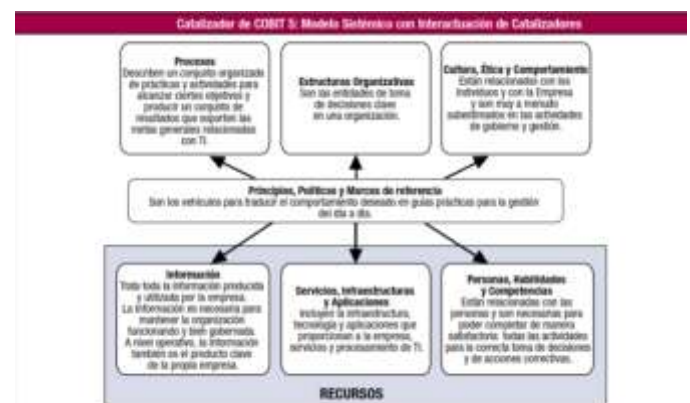 Catalizador de COBIT 5: Modelo Sistémico con Interactuación de Catalizadores
Procesos
Describen un conjunto organizado
de prácticas y actividades para
alcanzar ciertos objetivos y
producir un conjunto de
resultados que soporten las
metas generales relacionadas
con TI.
Estructuras Organizativas
Son las entidades de toma
de decisiones clave
en una organización.
Cultura, Ética y Comportamiento
Están relacionados con los
individuos y con la Empresa
y son muy a menudo
subestimados en las actividades
de gobierno y gestión.
Principios, Políticas y Marcos de referencia
Son los vehículos para traducir el comportamiento deseado en guías prácticas para la gestión
del día a día.
Información
Trata toda la información producida
y utilizada por la empresa.
La información es necesaria para
mantener la organización
funcionando y bien gobernada.
A nivel operativo, la información
también es el producto clave
de la propia empresa.
Servicios, Infraestructuras
y Aplicaciones
Incluyen la infraestructura,
tecnología y aplicaciones que
proporcionan a la empresa,
servicios y procesamiento de TI.
Personas, Habilidades
y Competencias
Están relacionadas con las
personas y son necesarias para
poder completar de manera
satisfactoria todas las actividades
para la correcta toma de decisiones
y de acciones correctivas.
RECURSOS